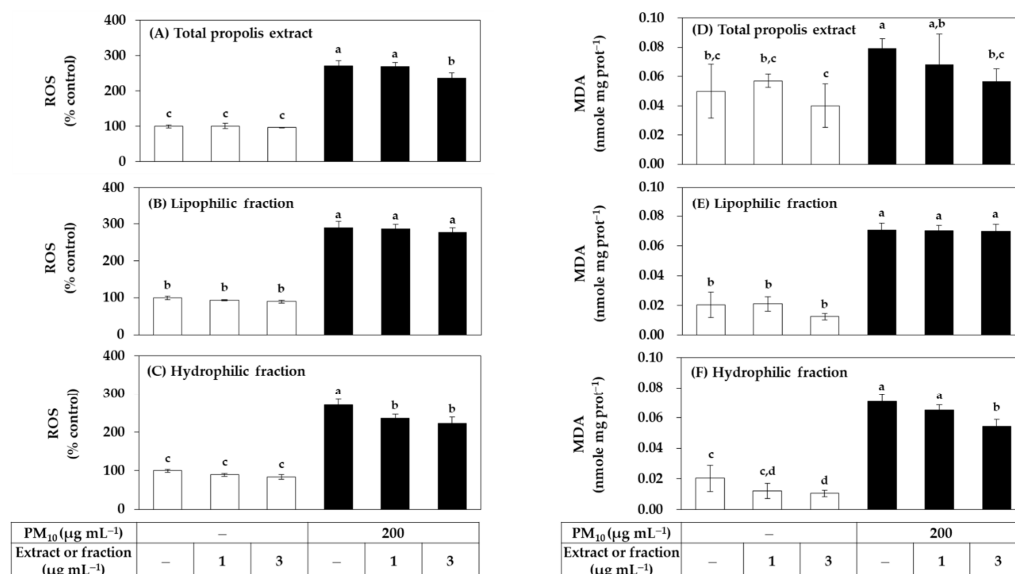 (A) Total propolis extract
ROS
(% control)
400
300
200
100
0
c c c a a b
(B) Lipophilic fraction
ROS
(% control)
400
300
200
100
0
b b b a a a
(C) Hydrophilic fraction
ROS
(% control)
400
300
200
100
0
c c c a b b
PM₁₀ (µg mL⁻¹) – 200
Extract or fraction
(µg mL⁻¹) – 1 3 – 1 3
(D) Total propolis extract
MDA
(nmole mg prot⁻¹)
0.10
0.08
0.06
0.04
0.02
0.00
b,c b,c c a a,b b,c
(E) Lipophilic fraction
MDA
(nmole mg prot⁻¹)
0.10
0.08
0.06
0.04
0.02
0.00
b b b a a a
(F) Hydrophilic fraction
MDA
(nmole mg prot⁻¹)
0.10
0.08
0.06
0.04
0.02
0.00
c c,d d a a b
PM₁₀ (µg mL⁻¹) – 200
Extract or fraction
(µg mL⁻¹) – 1 3 – 1 3